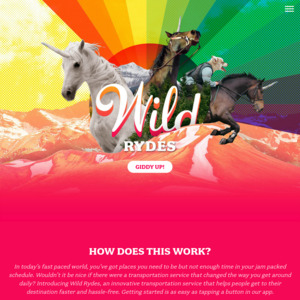 Wild
RYDES
GIDDY UP!
HOW DOES THIS WORK?
In today's fast paced world, you've got places you need to be but not enough time in your jam packed
schedule. Wouldn't it be nice if there were a transportation service that changed the way you get around
daily? Introducing Wild Rydes, an innovative transportation service that helps people get to their
destination faster and hassle-free. Getting started is as easy as tapping a button in our app.